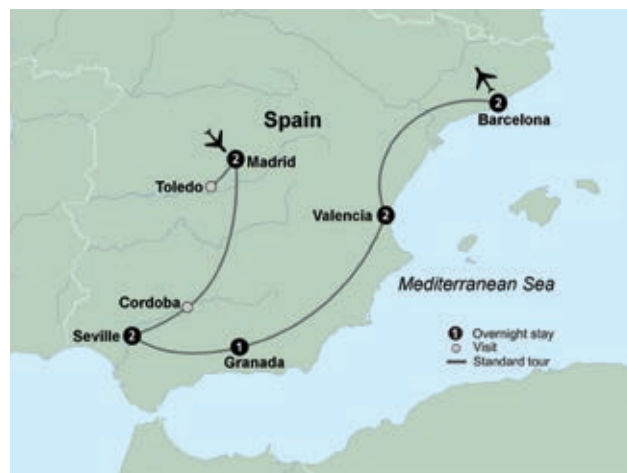 2
Barcelona
Spain
2 Madrid
Toledo
Valencia 2
Mediterranean Sea
Cordoba
Seville 2
1
Granada
1 Overnight stay
Visit
Standard tour